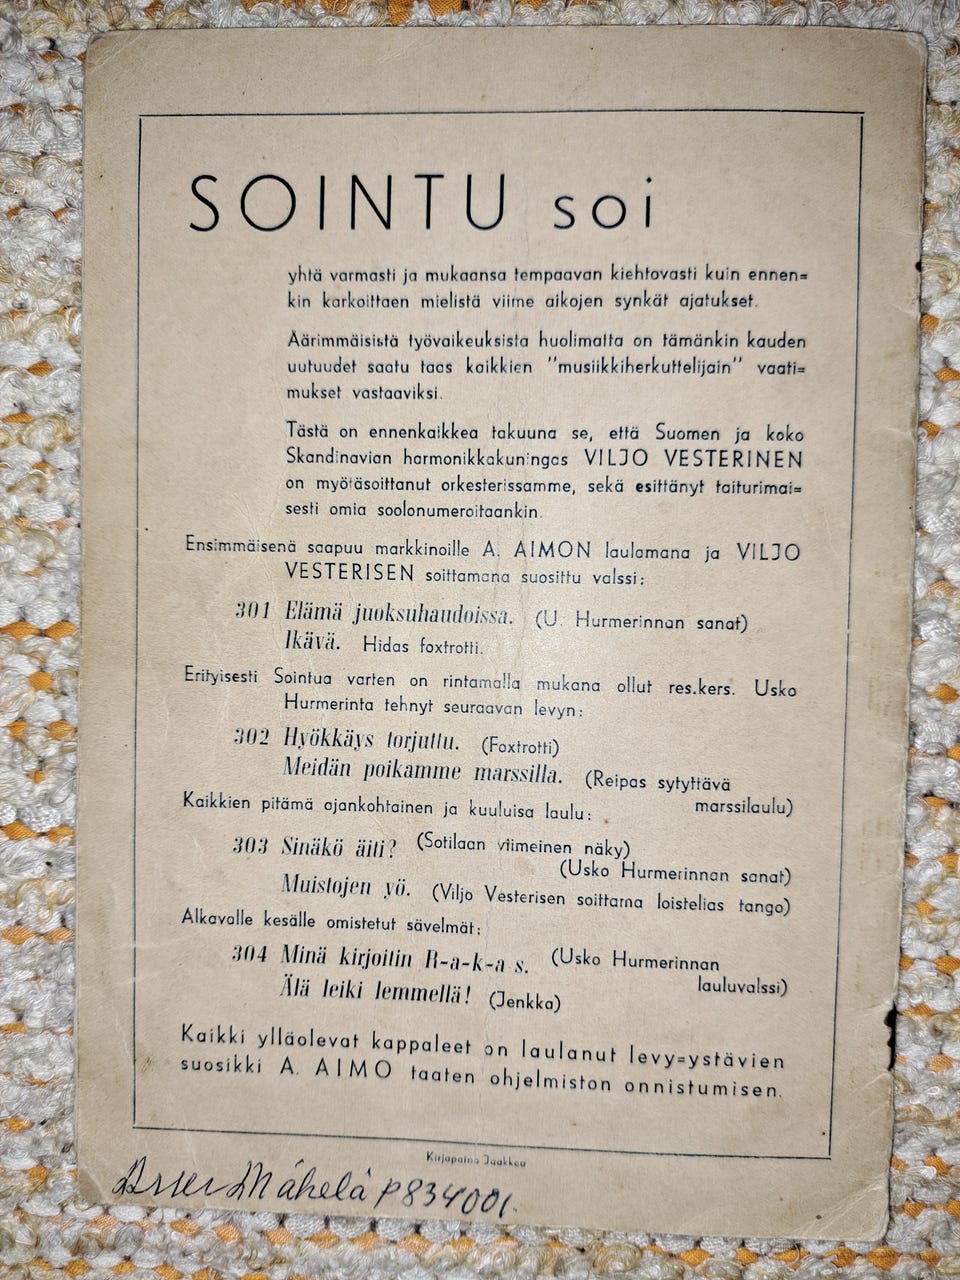 SOINTU soi
yhtä varmasti ja mukaansa tempaavan kiehtovasti kuin ennen=
kin karkoittaen mielistä viime aikojen synkät ajatukset.
Äärimmäisistä työvaikeuksista huolimatta on tämänkin kauden
uutuudet saatu taas kaikkien "musiikkiherkuttelijain" vaati=
mukset vastaaviksi.
Tästä on ennenkaikkea takuuna se, että Suomen ja koko
Skandinavian harmonikkakuningas VILJO VESTERINEN
on myötäsoittanut orkesterissamme, sekä esittänyt taiturimai=
sesti omia soolonumeroitaankin.
Ensimmäisenä saapuu markkinoille A. AIMON laulamana ja VILJO
VESTERISEN soittamana suosittu valssi:
301 Elämä juoksuhaudoissa. (U. Hurmerinnan sanat)
Ikävä. Hidas foxtrotti.
Erityisesti Sointua varten on rintamalla mukana ollut res.kers. Usko
Hurmerinta tehnyt seuraavan levyn:
302 Hyökkäys torjuttu. (Foxtrotti)
Meidän poikamme marssilla. (Reipas sytyttävä
marssilaulu)
Kaikkien pitämä ajankohtainen ja kuuluisa laulu:
303 Sinäkö äiti? (Sotilaan viimeinen näky)
(Usko Hurmerinnan sanat)
Muistojen yö. (Viljo Vesterisen soittama loistelias tango)
Alkavalle kesälle omistetut sävelmät:
304 Minä kirjoitin R-a-k-a s. (Usko Hurmerinnan
lauluvalssi)
Älä leiki lemmellä! (Jenkka)
Kaikki ylläolevat kappaleet on laulanut levy=ystävien
suosikki A. AIMO taaten ohjelmiston onnistumisen.
Kirjapaino Jaakkoo
Mähelä P834001.